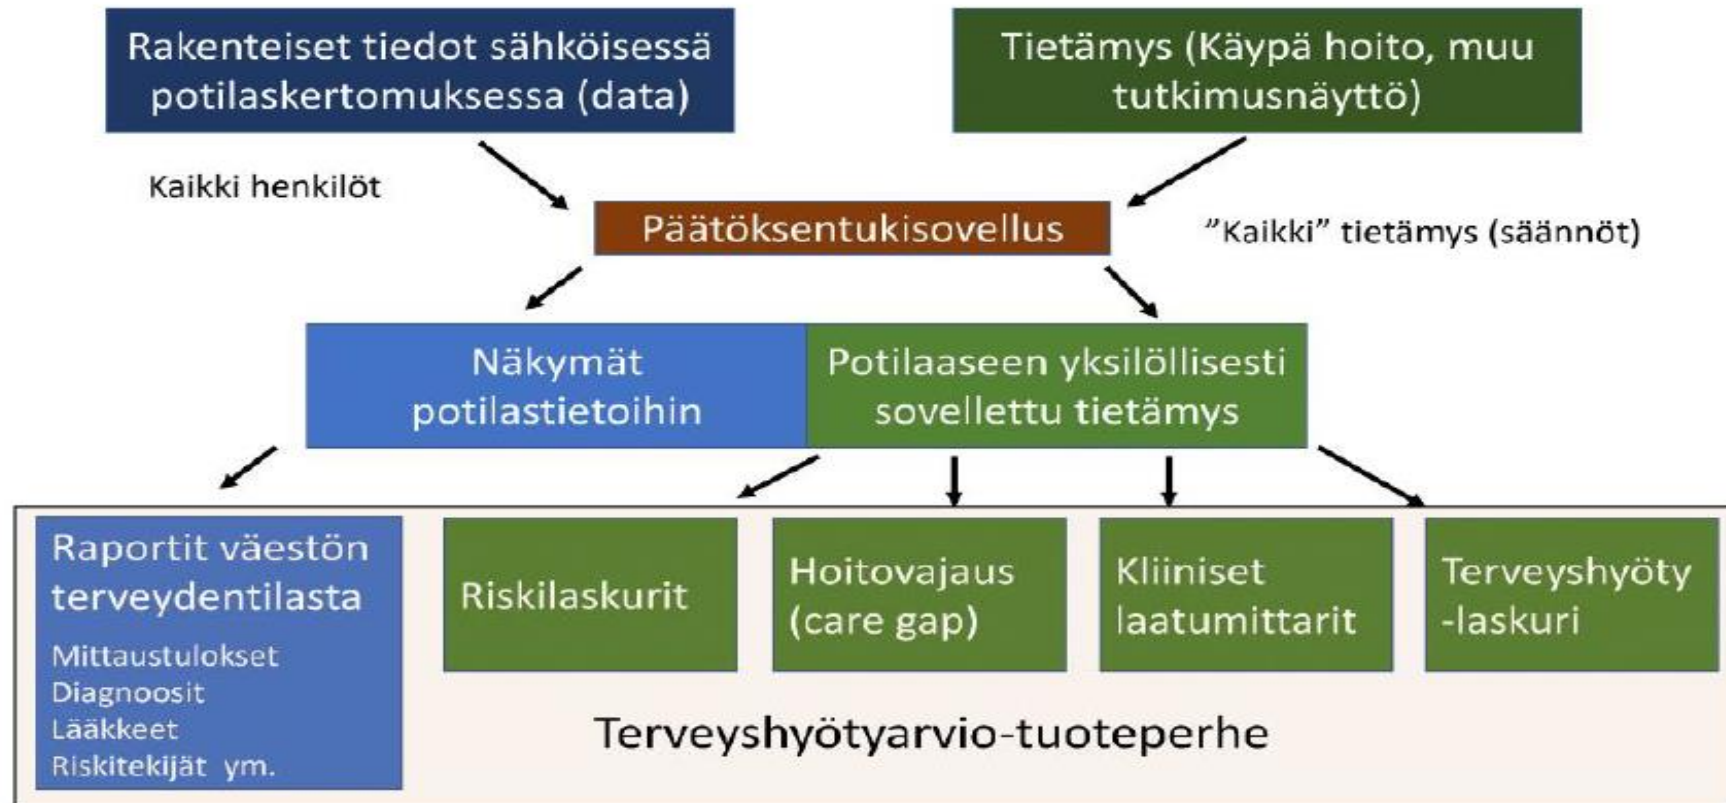 Rakenteiset tiedot sähköisessä
potilaskertomuksessa (data)
Tietämys (Käypä hoito, muu
tutkimusnäyttö)
Kaikki henkilöt
Päätöksentukisovellus
”Kaikki” tietämys (säännöt)
Näkymät
potilastietoihin
Potilaaseen yksilöllisesti
sovellettu tietämys
Raportit väestön
terveydentilasta
Mittaustulokset
Diagnoosit
Lääkkeet
Riskitekijät ym.
Riskilaskurit
Hoitovajaus
(care gap)
Kliiniset
laatumittarit
Terveyshyöty
-laskuri
Terveyshyötyarvio-tuoteperhe